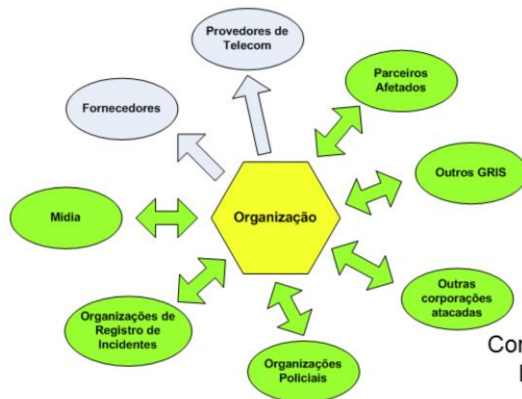 Provedores de
Telecom
Parceiros
Afetados
Fornecedores
Outros GRIS
Mídia
Organização
Outras
corporações
atacadas
Organizações de
Registro de
Incidentes
Organizações
Policiais